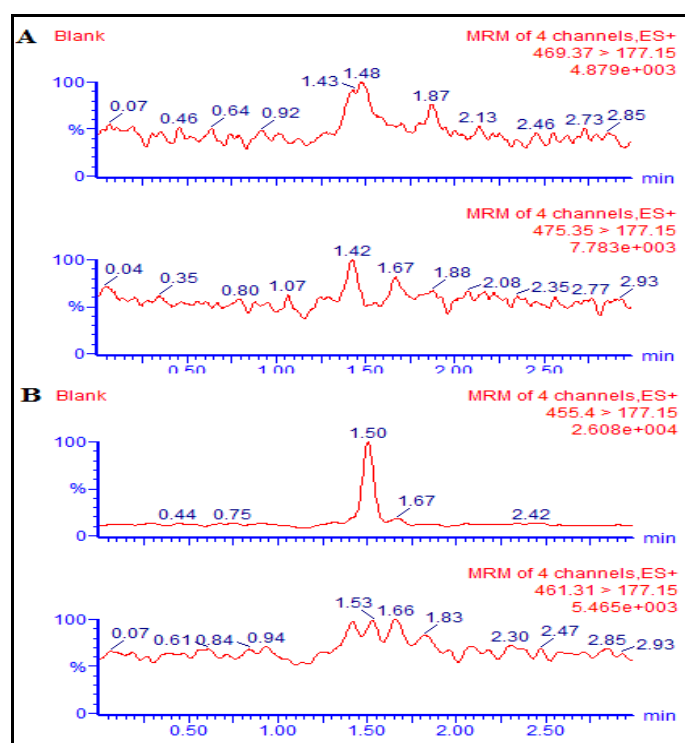 A Blank MRM of 4 channels,ES+
469.37 > 177.15
4.879e+003
100
%
0
0.07 0.46 0.64 0.92 1.43 1.48 1.87 2.13 2.46 2.73 2.85
min
MRM of 4 channels,ES+
475.35 > 177.15
7.783e+003
100
%
0
0.04 0.35 0.80 1.07 1.42 1.67 1.88 2.08 2.35 2.77 2.93
min
0.50 1.00 1.50 2.00 2.50
B Blank MRM of 4 channels,ES+
455.4 > 177.15
2.608e+004
100
%
0
0.44 0.75 1.50 1.67 2.42
min
MRM of 4 channels,ES+
461.31 > 177.15
5.465e+003
100
%
0
0.07 0.61 0.84 0.94 1.53 1.66 1.83 2.30 2.47 2.85 2.93
min
0.50 1.00 1.50 2.00 2.50